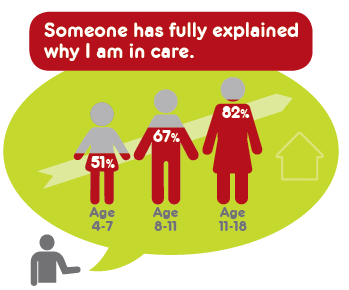 Someone has fully explained
why I am in care.
51%
67%
82%
Age
4-7
Age
8-11
Age
11-18